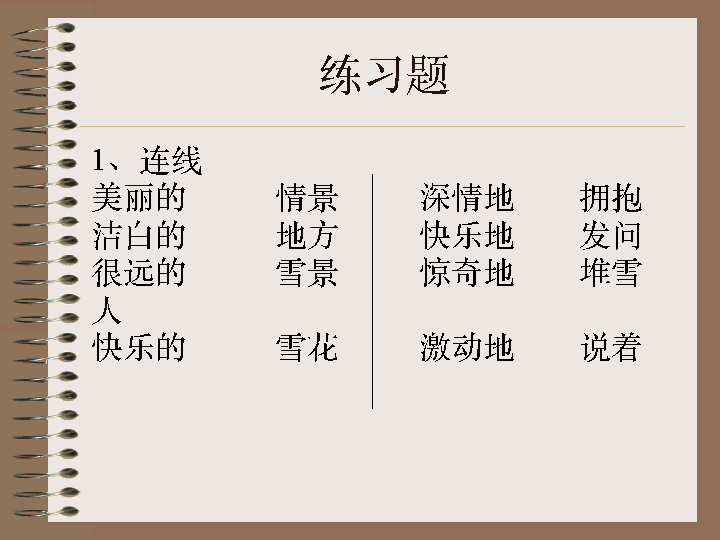 练习题
1、连线
美丽的 情景 深情地 拥抱
洁白的 地方 快乐地 发问
很远的 雪景 惊奇地 堆雪
人
快乐的 雪花 激动地 说着